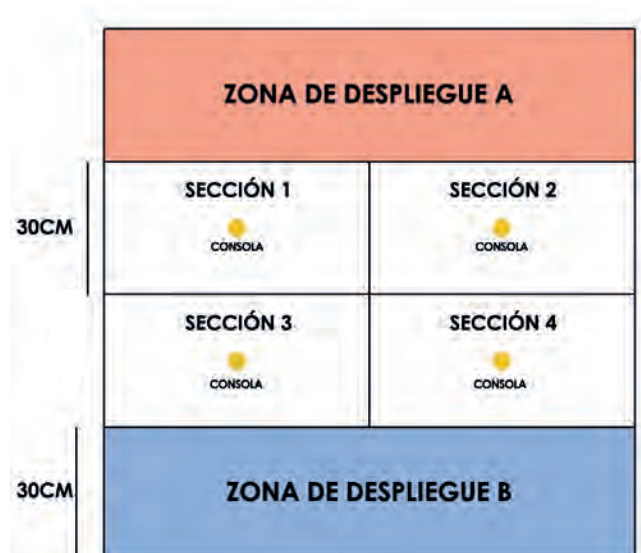 ZONA DE DESPLIEGUE A
SECCIÓN 1
SECCIÓN 2
30CM
CONSOLA
CONSOLA
SECCIÓN 3
SECCIÓN 4
CONSOLA
CONSOLA
30CM
ZONA DE DESPLIEGUE B